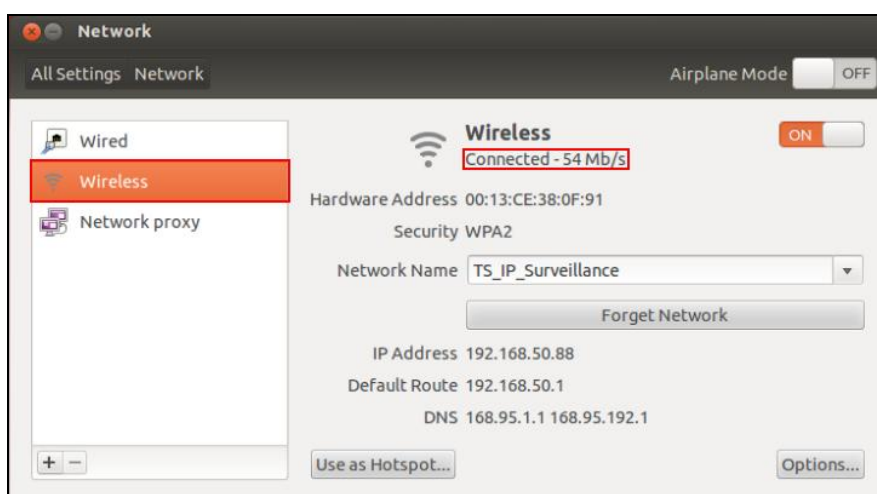 Network
All Settings Network
Airplane Mode OFF
Wired
Wireless
Network proxy
+ −
Wireless
ON
Connected - 54 Mb/s
Hardware Address 00:13:CE:38:0F:91
Security WPA2
Network Name TS_IP_Surveillance
Forget Network
IP Address 192.168.50.88
Default Route 192.168.50.1
DNS 168.95.1.1 168.95.192.1
Use as Hotspot...
Options...